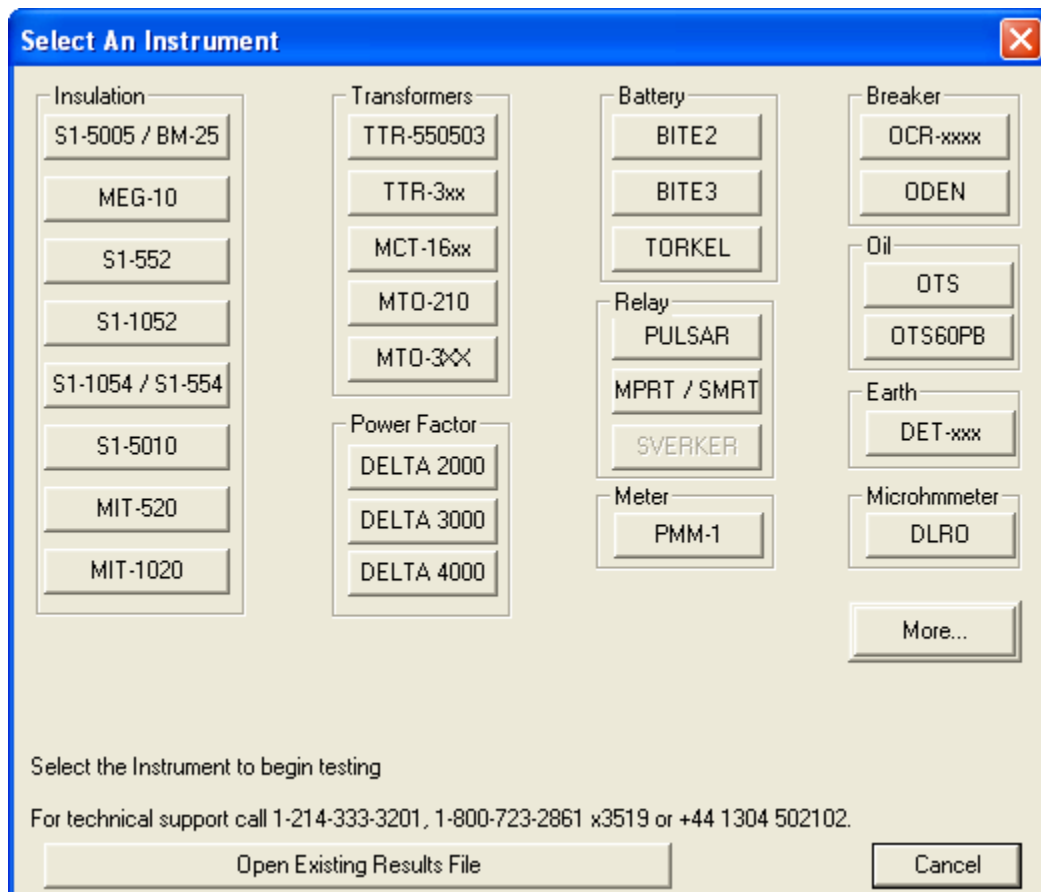 Select An Instrument
Insulation
S1-5005 / BM-25
MEG-10
S1-552
S1-1052
S1-1054 / S1-554
S1-5010
MIT-520
MIT-1020
Transformers
TTR-550503
TTR-3xx
MCT-16xx
MTO-210
MTO-3XX
Power Factor
DELTA 2000
DELTA 3000
DELTA 4000
Battery
BITE2
BITE3
TORKEL
Relay
PULSAR
MPRT / SMRT
SVERKER
Meter
PMM-1
Breaker
OCR-xxxx
ODEN
Oil
OTS
OTS60PB
Earth
DET-xxx
Microhmmeter
DLRO
More...
Select the Instrument to begin testing
For technical support call 1-214-333-3201, 1-800-723-2861 x3519 or +44 1304 502102.
Open Existing Results File
Cancel